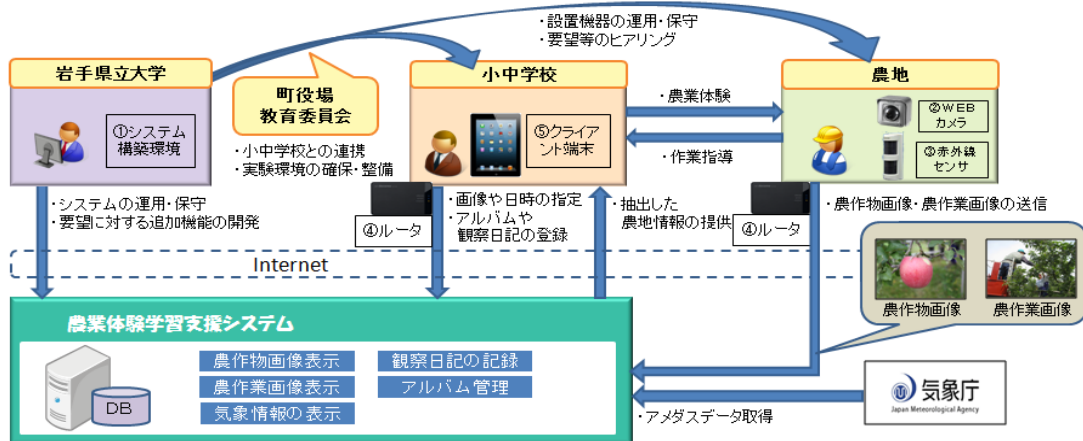 ・設置機器の運用・保守
・要望等のヒアリング
岩手県立大学
小中学校
農地
町役場
教育委員会
①システム
構築環境
⑤クライア
ント端末
②WEB
カメラ
③赤外線
センサ
・農業体験
・作業指導
・小中学校との連携
・実験環境の確保・整備
・システムの運用・保守
・要望に対する追加機能の開発
④ルータ
・画像や日時の指定
・アルバムや
観察日記の登録
・抽出した
農地情報の提供
④ルータ
・農作物画像・農作業画像の送信
Internet
農作物画像
農作業画像
農業体験学習支援システム
DB
農作物画像表示
農作業画像表示
気象情報の表示
観察日記の記録
アルバム管理
・アメダスデータ取得
気象庁
Japan Meteorological Agency